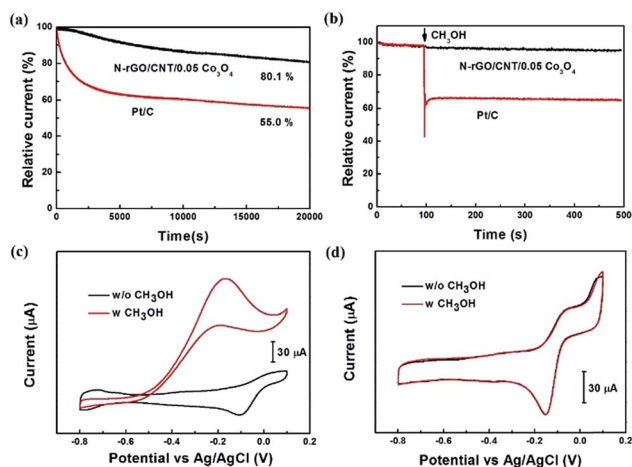 (a)
Relative current (%)
100
80
60
40
20
0
N-rGO/CNT/0.05 Co₃O₄
80.1 %
Pt/C
55.0 %
0 5000 10000 15000 20000
Time(s)
(b)
Relative current (%)
100
80
60
40
20
0
CH₃OH
N-rGO/CNT/0.05 Co₃O₄
Pt/C
0 100 200 300 400 500
Time (s)
(c)
Current (μA)
w/o CH₃OH
w CH₃OH
30 μA
-0.8 -0.6 -0.4 -0.2 0.0 0.2
Potential vs Ag/AgCl (V)
(d)
Current (μA)
w/o CH₃OH
w CH₃OH
30 μA
-0.8 -0.6 -0.4 -0.2 0.0 0.2
Potential vs Ag/AgCl (V)